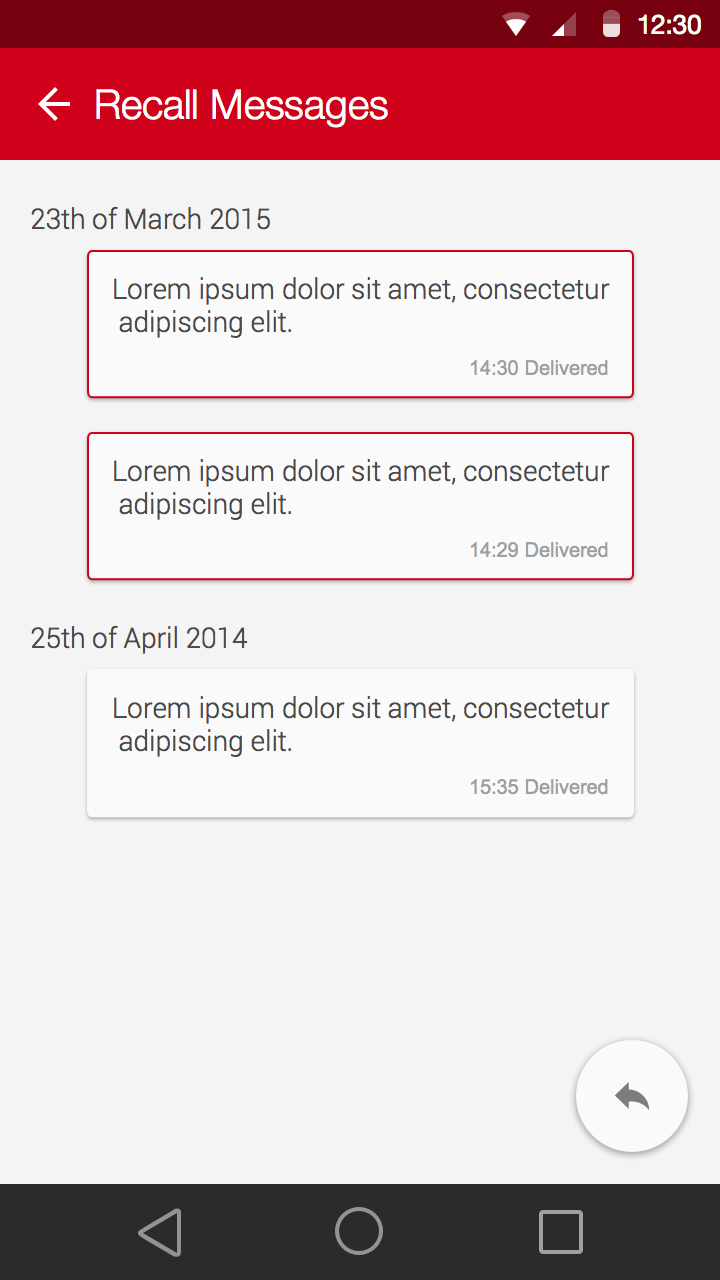 12:30
Recall Messages
23th of March 2015
Lorem ipsum dolor sit amet, consectetur
adipiscing elit.
14:30 Delivered
Lorem ipsum dolor sit amet, consectetur
adipiscing elit.
14:29 Delivered
25th of April 2014
Lorem ipsum dolor sit amet, consectetur
adipiscing elit.
15:35 Delivered